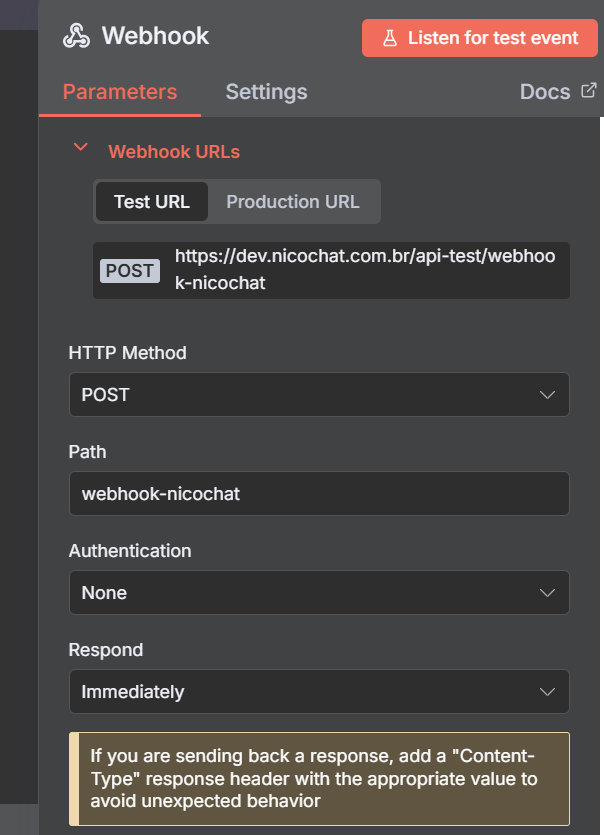 Webhook
Listen for test event
Parameters
Settings
Docs
Webhook URLs
Test URL
Production URL
POST
https://dev.nicochat.com.br/api-test/webhoo
k-nicochat
HTTP Method
POST
Path
webhook-nicochat
Authentication
None
Respond
Immediately
If you are sending back a response, add a "Content-
Type" response header with the appropriate value to
avoid unexpected behavior